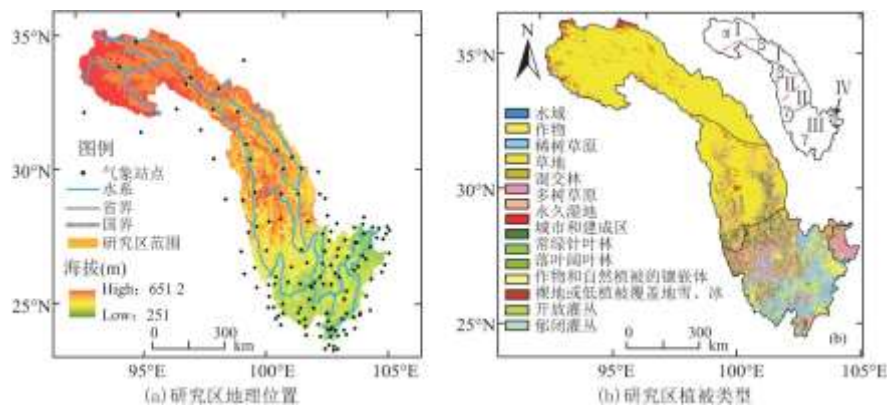 35°N
30°N
25°N
图例
气象站点
水系
省界
国界
研究区范围
海拔(m)
High: 651 2
Low: 251
0 300
km
95°E 100°E 105°E
(a)研究区地理位置
N
36°N
31°N
25°N
水域
作物
稀树草原
草地
混交林
多树草原
永久湿地
城市和建成区
常绿针叶林
落叶阔叶林
作物和自然植被的镶嵌体
裸地或低植被覆盖地雪、冰
开放灌丛
郁闭灌丛
I
I
II
II
III
IV
0 300
km
(b)
95°E 100°E 105°E
(b)研究区植被类型